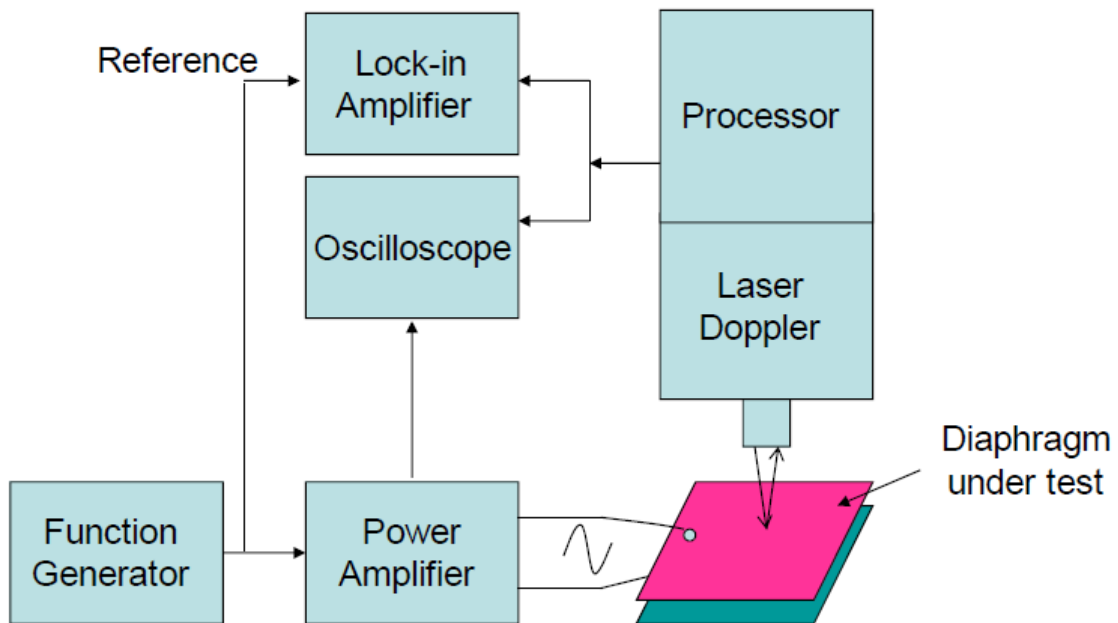 Reference
Lock-in
Amplifier
Processor
Oscilloscope
Laser
Doppler
Diaphragm
under test
Function
Generator
Power
Amplifier